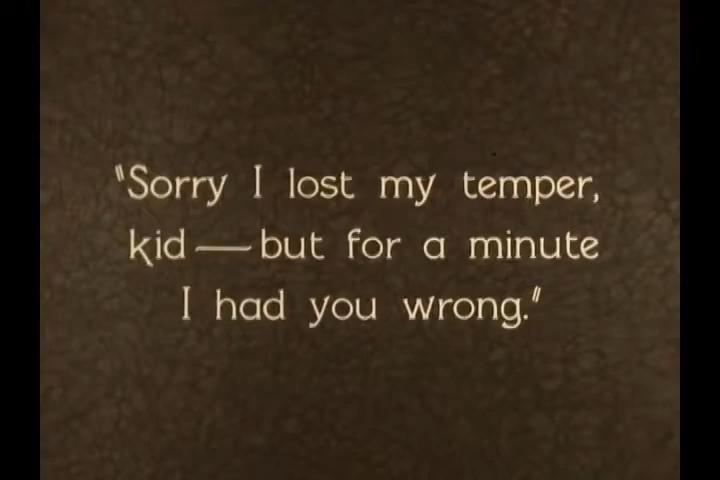 "Sorry I lost my temper,
kid — but for a minute
I had you wrong."